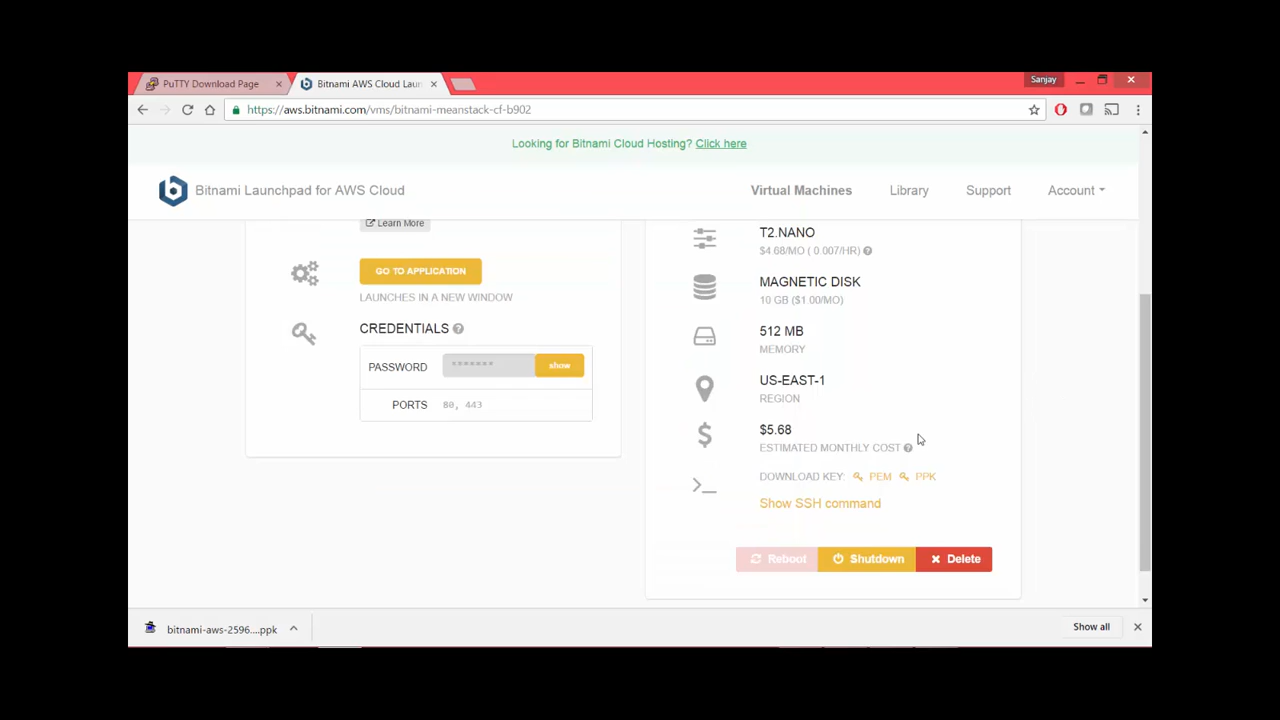 PuTTY Download Page
Bitnami AWS Cloud Laun
Sanjay
https://aws.bitnami.com/vms/bitnami-meanstack-cf-b902
Looking for Bitnami Cloud Hosting? Click here
Bitnami Launchpad for AWS Cloud
Virtual Machines
Library
Support
Account
Learn More
GO TO APPLICATION
LAUNCHES IN A NEW WINDOW
CREDENTIALS
PASSWORD
*******
show
PORTS
80, 443
T2.NANO
$4.68/MO ( 0.007/HR)
MAGNETIC DISK
10 GB ($1.00/MO)
512 MB
MEMORY
US-EAST-1
REGION
$5.68
ESTIMATED MONTHLY COST
DOWNLOAD KEY: PEM PPK
Show SSH command
Reboot
Shutdown
Delete
bitnami-aws-2596....ppk
Show all